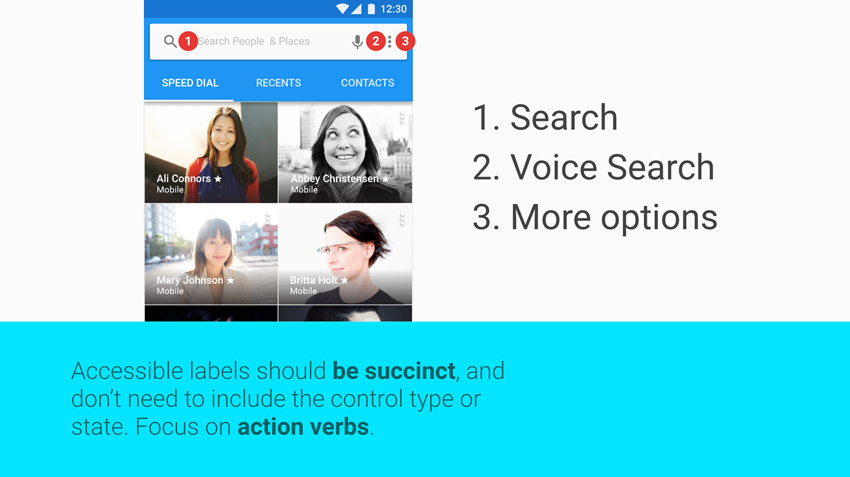 12:30
1 Search People & Places 2 3
SPEED DIAL RECENTS CONTACTS
Ali Connors
Mobile
Abbey Christensen
Mobile
Mary Johnson
Mobile
Britta Holt
Mobile
1. Search
2. Voice Search
3. More options
Accessible labels should be succinct, and
don’t need to include the control type or
state. Focus on action verbs.